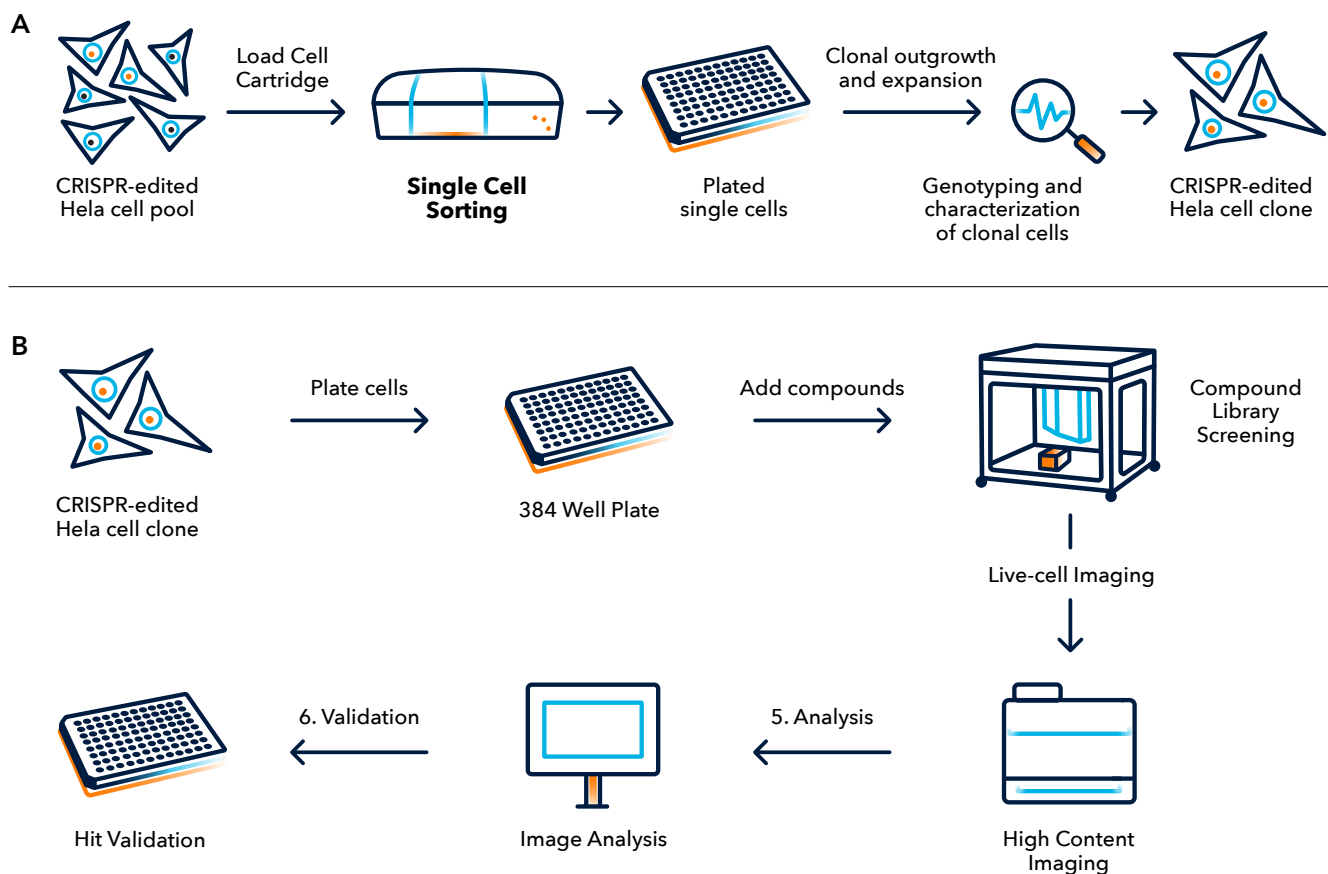 A
Load Cell
Cartridge
Clonal outgrowth
and expansion
CRISPR-edited
Hela cell pool
Single Cell
Sorting
Plated
single cells
Genotyping and
characterization
of clonal cells
CRISPR-edited
Hela cell clone
B
Plate cells
Add compounds
Compound
Library
Screening
CRISPR-edited
Hela cell clone
384 Well Plate
Live-cell Imaging
6. Validation
5. Analysis
Hit Validation
Image Analysis
High Content
Imaging